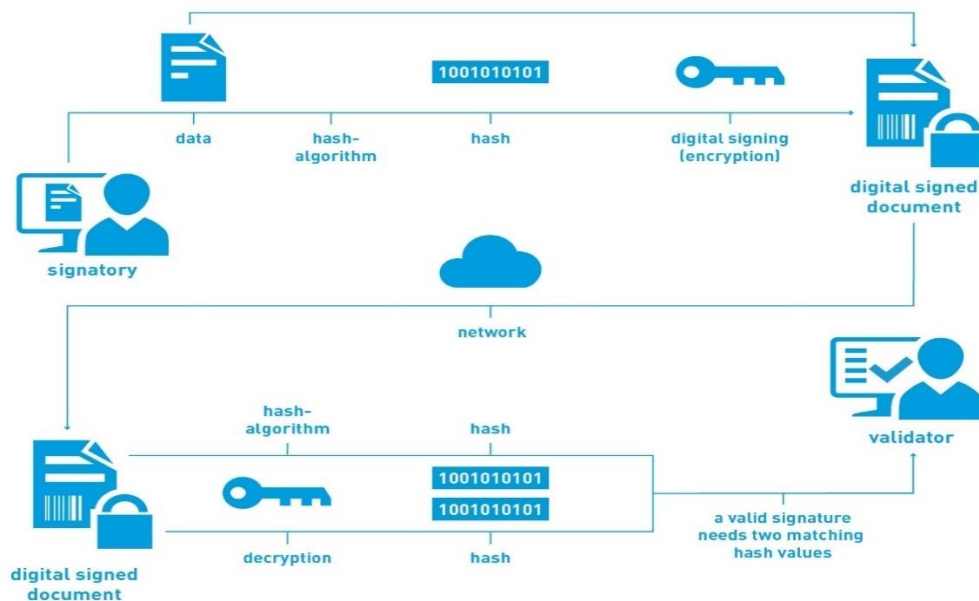 1001010101
data
hash-
algorithm
hash
digital signing
(encryption)
digital signed
document
signatory
network
validator
hash-
algorithm
hash
1001010101
1001010101
decryption
hash
a valid signature
needs two matching
hash values
digital signed
document